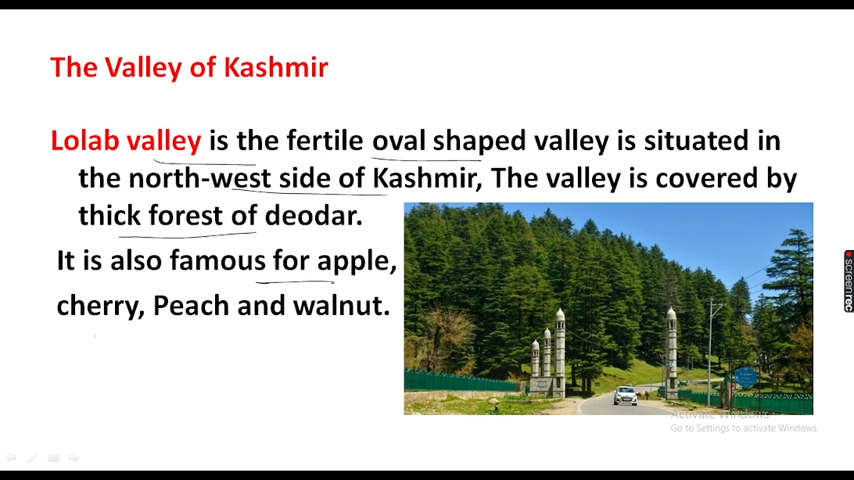 The Valley of Kashmir
Lolab valley is the fertile oval shaped valley is situated in
the north-west side of Kashmir, The valley is covered by
thick forest of deodar.
It is also famous for apple,
cherry, Peach and walnut.
Activate Windows
Go to Settings to activate Windows.
screenrec